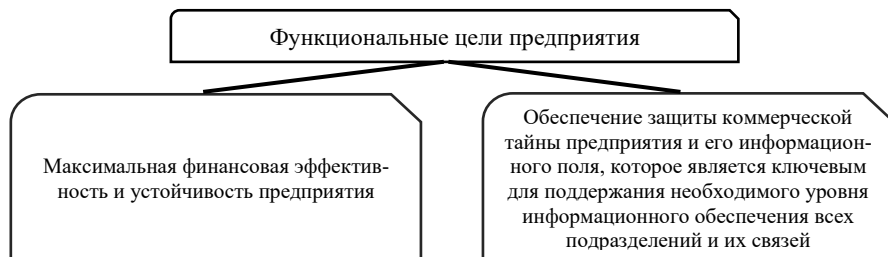 Функциональные цели предприятия
Максимальная финансовая эффектив-
ность и устойчивость предприятия
Обеспечение защиты коммерческой
тайны предприятия и его информацион-
ного поля, которое является ключевым
для поддержания необходимого уровня
информационного обеспечения всех
подразделений и их связей